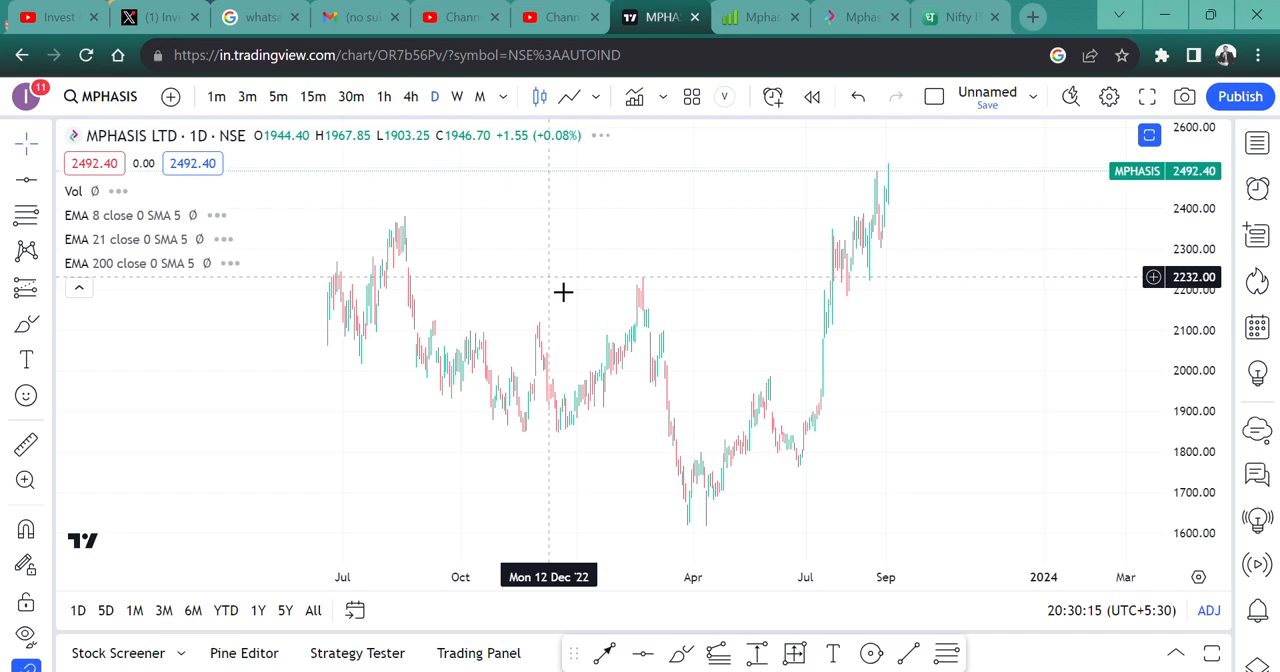 Invest
(1) Inv
whatsa
(no sul
Chann
Chann
MPHA
Mphas
Mphas
Nifty I
https://in.tradingview.com/chart/OR7b56Pv/?symbol=NSE%3AAUTOIND
I 11 MPHASIS 1m 3m 5m 15m 30m 1h 4h D W M V Unnamed Save Publish
MPHASIS LTD · 1D · NSE O1944.40 H1967.85 L1903.25 C1946.70 +1.55 (+0.08%)
2492.40 0.00 2492.40
Vol
EMA 8 close 0 SMA 5
EMA 21 close 0 SMA 5
EMA 200 close 0 SMA 5
2600.00
MPHASIS 2492.40
2400.00
2300.00
2232.00
2200.00
2100.00
2000.00
1900.00
1800.00
1700.00
1600.00
Jul Oct Mon 12 Dec '22 Apr Jul Sep 2024 Mar
1D 5D 1M 3M 6M YTD 1Y 5Y All 20:30:15 (UTC+5:30) ADJ
Stock Screener Pine Editor Strategy Tester Trading Panel